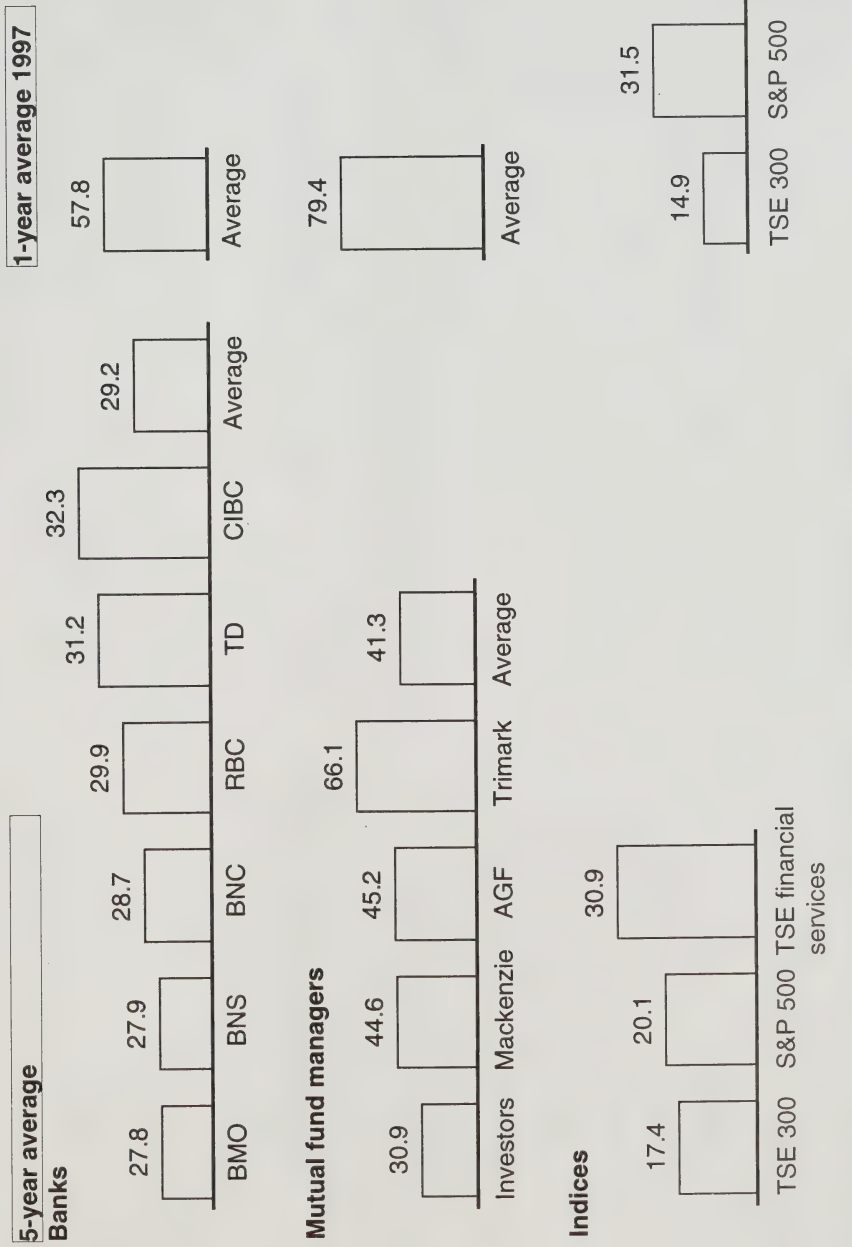 5-year average
1-year average 1997
Banks
27.8 27.9 28.7 29.9 31.2 32.3 29.2 57.8
BMO BNS BNC RBC TD CIBC Average Average
Mutual fund managers
30.9 44.6 45.2 66.1 41.3 79.4
Investors Mackenzie AGF Trimark Average Average
Indices
17.4 20.1 30.9 14.9 31.5
TSE 300 S&P 500 TSE financial TSE 300 S&P 500
services